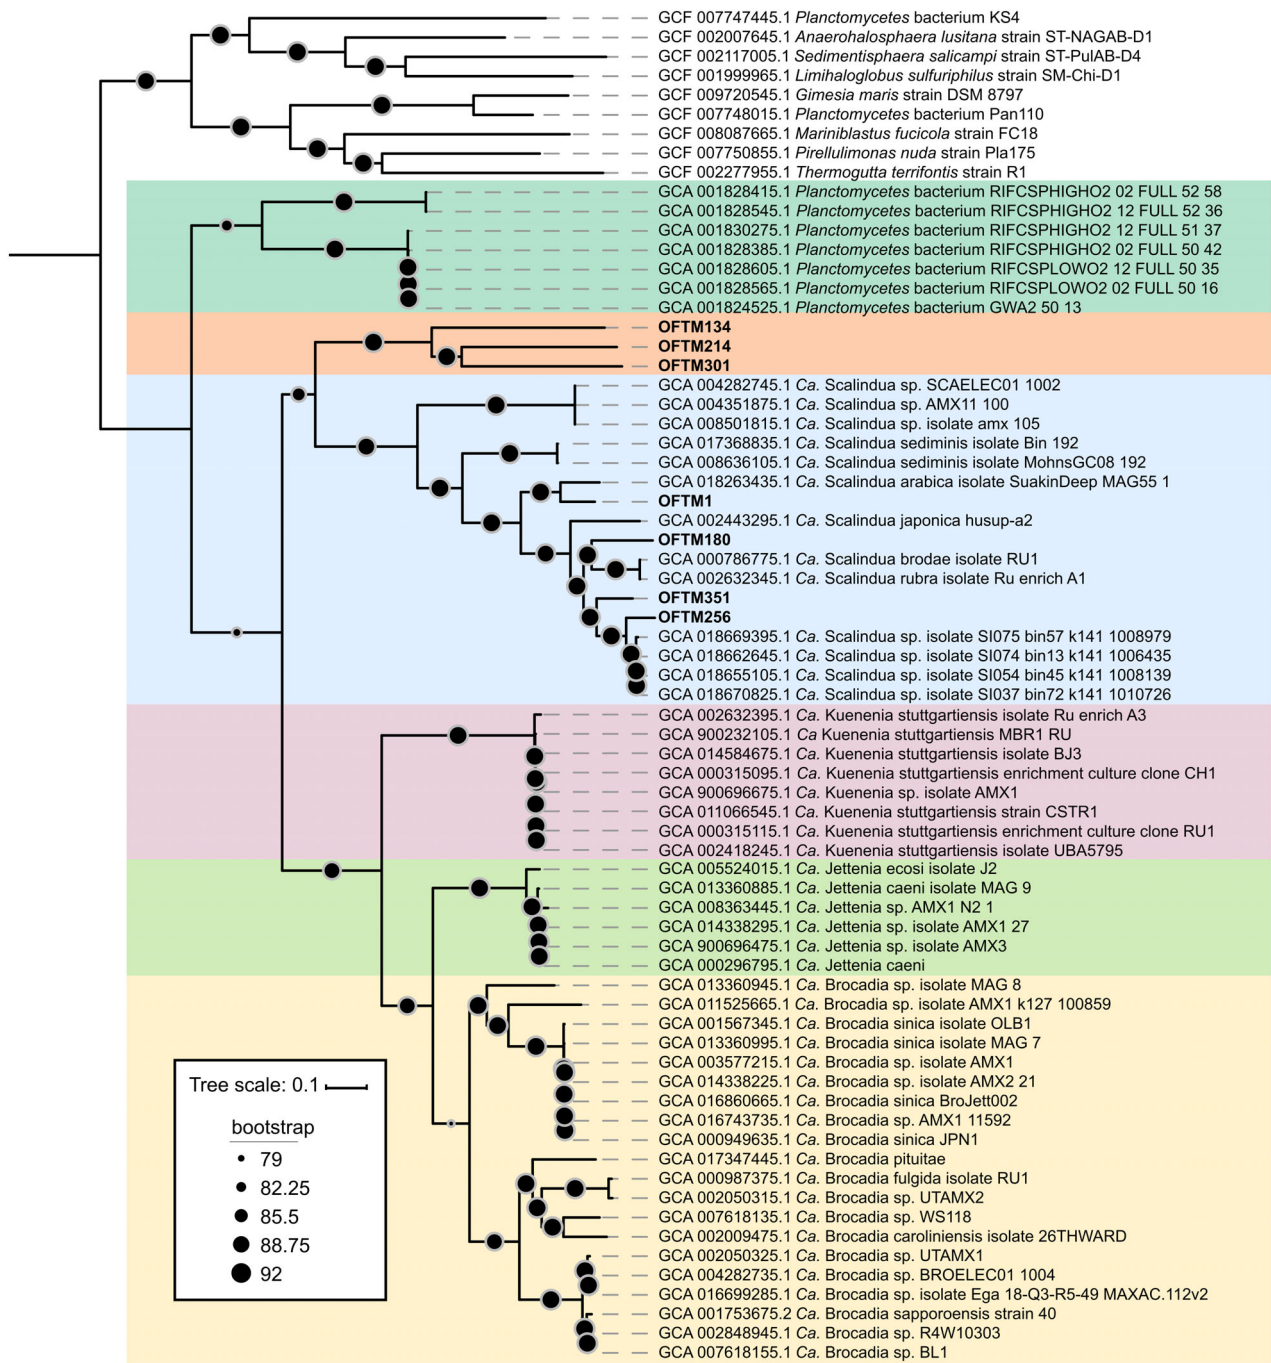 GCF 007747445.1 Planctomycetes bacterium KS4
GCF 002007645.1 Anaerohalosphaera lusitana strain ST-NAGAB-D1
GCF 002117005.1 Sedimentisphaera salicampi strain ST-PulAB-D4
GCF 001999965.1 Limihaloglobus sulfuriphilus strain SM-Chi-D1
GCF 009720545.1 Gimesia maris strain DSM 8797
GCF 007748015.1 Planctomycetes bacterium Pan110
GCF 008087665.1 Mariniblastus fucicola strain FC18
GCF 007750855.1 Pirellulimonas nuda strain Pla175
GCF 002277955.1 Thermogutta terrifontis strain R1
GCA 001828415.1 Planctomycetes bacterium RIFCSPHIGHO2 02 FULL 52 58
GCA 001828545.1 Planctomycetes bacterium RIFCSPHIGHO2 12 FULL 52 36
GCA 001830275.1 Planctomycetes bacterium RIFCSPHIGHO2 12 FULL 51 37
GCA 001828385.1 Planctomycetes bacterium RIFCSPHIGHO2 02 FULL 50 42
GCA 001828605.1 Planctomycetes bacterium RIFCSPLOWO2 12 FULL 50 35
GCA 001828565.1 Planctomycetes bacterium RIFCSPLOWO2 02 FULL 50 16
GCA 001824525.1 Planctomycetes bacterium GWA2 50 13
OFTM134
OFTM214
OFTM301
GCA 004282745.1 Ca. Scalindua sp. SCAELEC01 1002
GCA 004351875.1 Ca. Scalindua sp. AMX11 100
GCA 008501815.1 Ca. Scalindua sp. isolate amx 105
GCA 017368835.1 Ca. Scalindua sediminis isolate Bin 192
GCA 008636105.1 Ca. Scalindua sediminis isolate MohnsGC08 192
GCA 018263435.1 Ca. Scalindua arabica isolate SuakinDeep MAG55 1
OFTM1
GCA 002443295.1 Ca. Scalindua japonica husup-a2
OFTM180
GCA 000786775.1 Ca. Scalindua brodae isolate RU1
GCA 002632345.1 Ca. Scalindua rubra isolate Ru enrich A1
OFTM351
OFTM256
GCA 018669395.1 Ca. Scalindua sp. isolate SI075 bin57 k141 1008979
GCA 018662645.1 Ca. Scalindua sp. isolate SI074 bin13 k141 1006435
GCA 018655105.1 Ca. Scalindua sp. isolate SI054 bin45 k141 1008139
GCA 018670825.1 Ca. Scalindua sp. isolate SI037 bin72 k141 1010726
GCA 002632395.1 Ca. Kuenenia stuttgartiensis isolate Ru enrich A3
GCA 900232105.1 Ca Kuenenia stuttgartiensis MBR1 RU
GCA 014584675.1 Ca. Kuenenia stuttgartiensis isolate BJ3
GCA 000315095.1 Ca. Kuenenia stuttgartiensis enrichment culture clone CH1
GCA 900696675.1 Ca. Kuenenia sp. isolate AMX1
GCA 011066545.1 Ca. Kuenenia stuttgartiensis strain CSTR1
GCA 000315115.1 Ca. Kuenenia stuttgartiensis enrichment culture clone RU1
GCA 002418245.1 Ca. Kuenenia stuttgartiensis isolate UBA5795
GCA 005524015.1 Ca. Jettenia ecosi isolate J2
GCA 013360885.1 Ca. Jettenia caeni isolate MAG 9
GCA 008363445.1 Ca. Jettenia sp. AMX1 N2 1
GCA 014338295.1 Ca. Jettenia sp. isolate AMX1 27
GCA 900696475.1 Ca. Jettenia sp. isolate AMX3
GCA 000296795.1 Ca. Jettenia caeni
GCA 013360945.1 Ca. Brocadia sp. isolate MAG 8
GCA 011525665.1 Ca. Brocadia sp. isolate AMX1 k127 100859
GCA 001567345.1 Ca. Brocadia sinica isolate OLB1
GCA 013360995.1 Ca. Brocadia sinica isolate MAG 7
GCA 003577215.1 Ca. Brocadia sp. isolate AMX1
GCA 014338225.1 Ca. Brocadia sp. isolate AMX2 21
GCA 016860665.1 Ca. Brocadia sinica BroJett002
GCA 016743735.1 Ca. Brocadia sp. AMX1 11592
GCA 000949635.1 Ca. Brocadia sinica JPN1
GCA 017347445.1 Ca. Brocadia pituitae
GCA 000987375.1 Ca. Brocadia fulgida isolate RU1
GCA 002050315.1 Ca. Brocadia sp. UTAMX2
GCA 007618135.1 Ca. Brocadia sp. WS118
GCA 002009475.1 Ca. Brocadia caroliniensis isolate 26THWARD
GCA 002050325.1 Ca. Brocadia sp. UTAMX1
GCA 004282735.1 Ca. Brocadia sp. BROELEC01 1004
GCA 016699285.1 Ca. Brocadia sp. isolate Ega 18-Q3-R5-49 MAXAC.112v2
GCA 001753675.2 Ca. Brocadia sapporoensis strain 40
GCA 002848945.1 Ca. Brocadia sp. R4W10303
GCA 007618155.1 Ca. Brocadia sp. BL1
Tree scale: 0.1
bootstrap
79
82.25
85.5
88.75
92